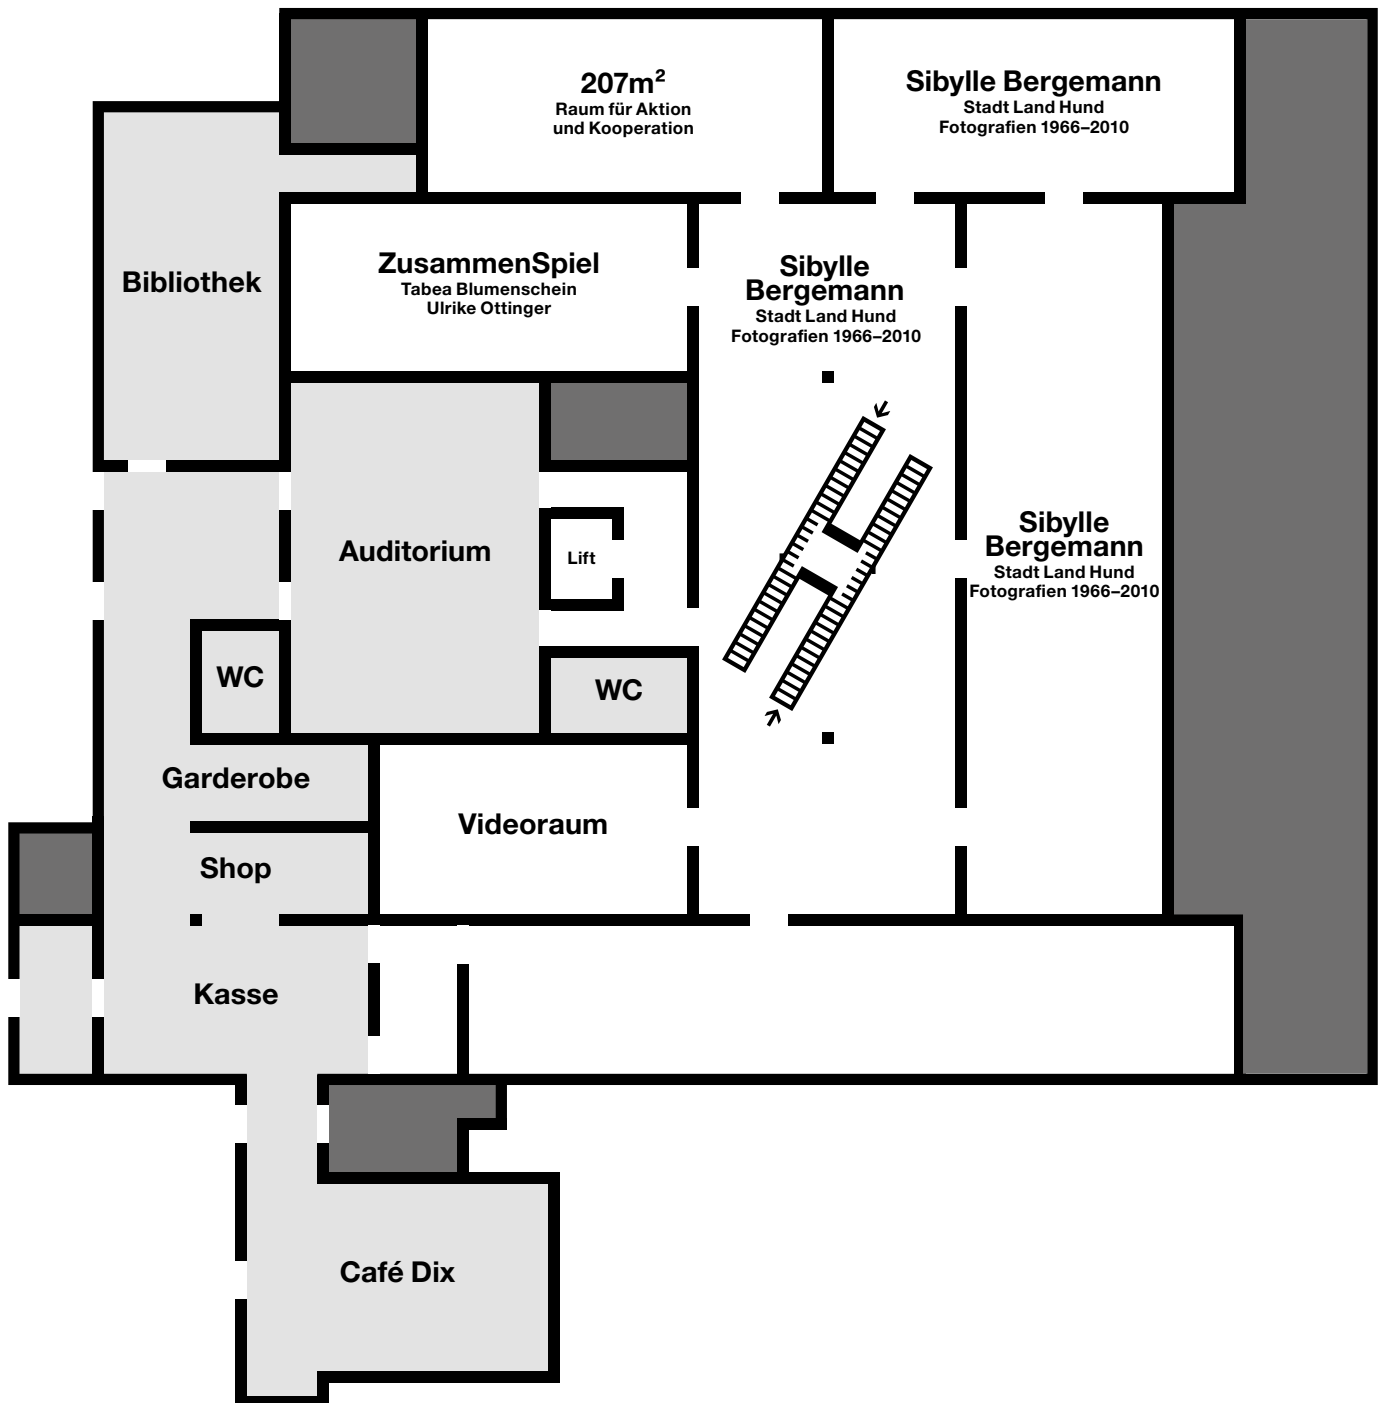 207m²
Raum für Aktion
und Kooperation
Sibylle Bergemann
Stadt Land Hund
Fotografien 1966–2010
Bibliothek
ZusammenSpiel
Tabea Blumenschein
Ulrike Ottinger
Sibylle
Bergemann
Stadt Land Hund
Fotografien 1966–2010
Auditorium
Lift
Sibylle
Bergemann
Stadt Land Hund
Fotografien 1966–2010
WC
WC
Garderobe
Videoraum
Shop
Kasse
Café Dix